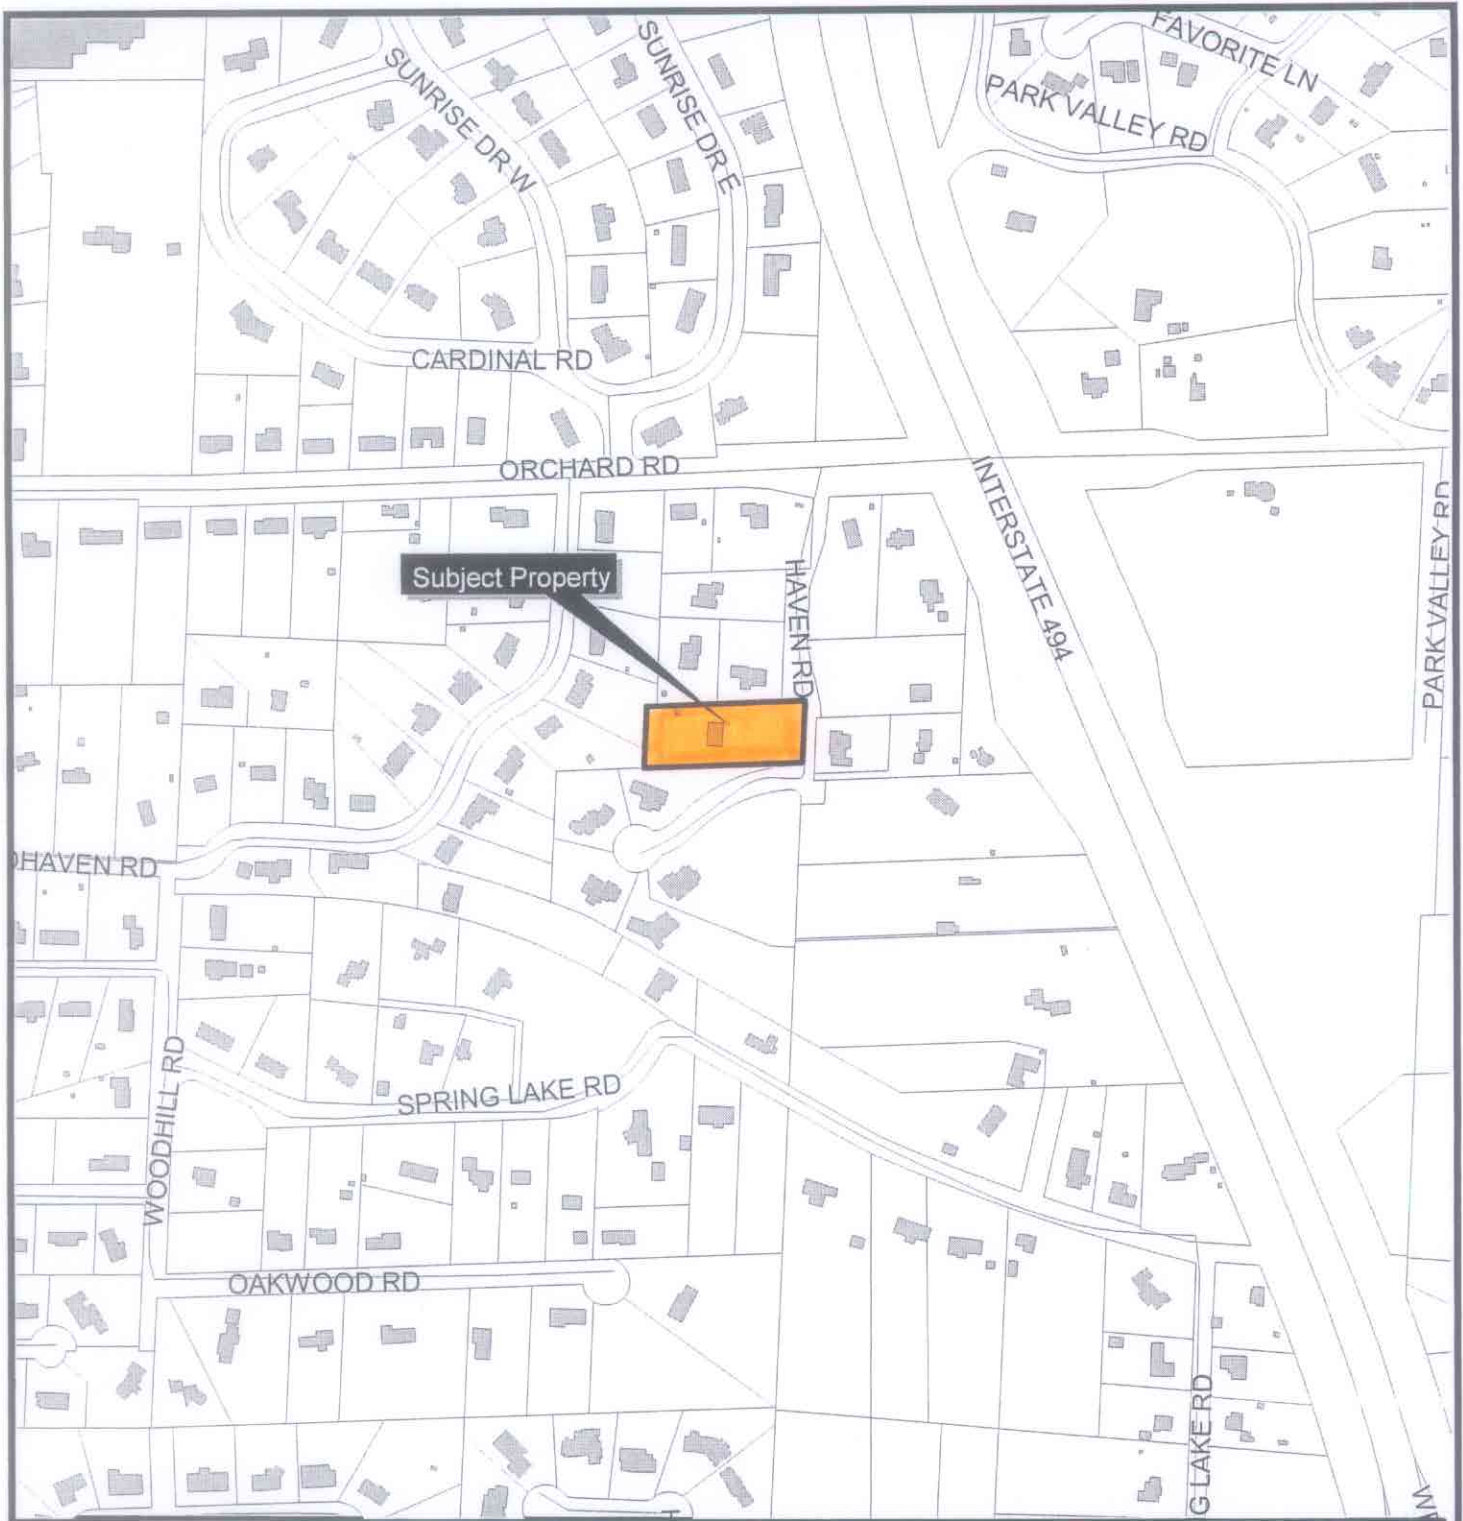 FAVORITE LN
SUNRISE DR W
SUNRISE DR E
PARK VALLEY RD
CARDINAL RD
ORCHARD RD
INTERSTATE 494
PARK VALLEY RD
Subject Property
HAVEN RD
HAVEN RD
WOODHILL RD
SPRING LAKE RD
OAKWOOD RD
G LAKE RD